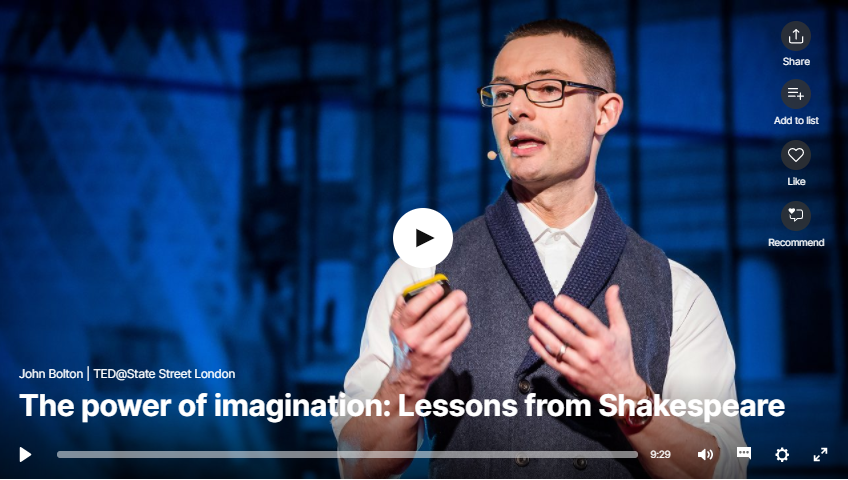 Share
Add to list
Like
Recommend
John Bolton | TED@State Street London
The power of imagination: Lessons from Shakespeare
9:29